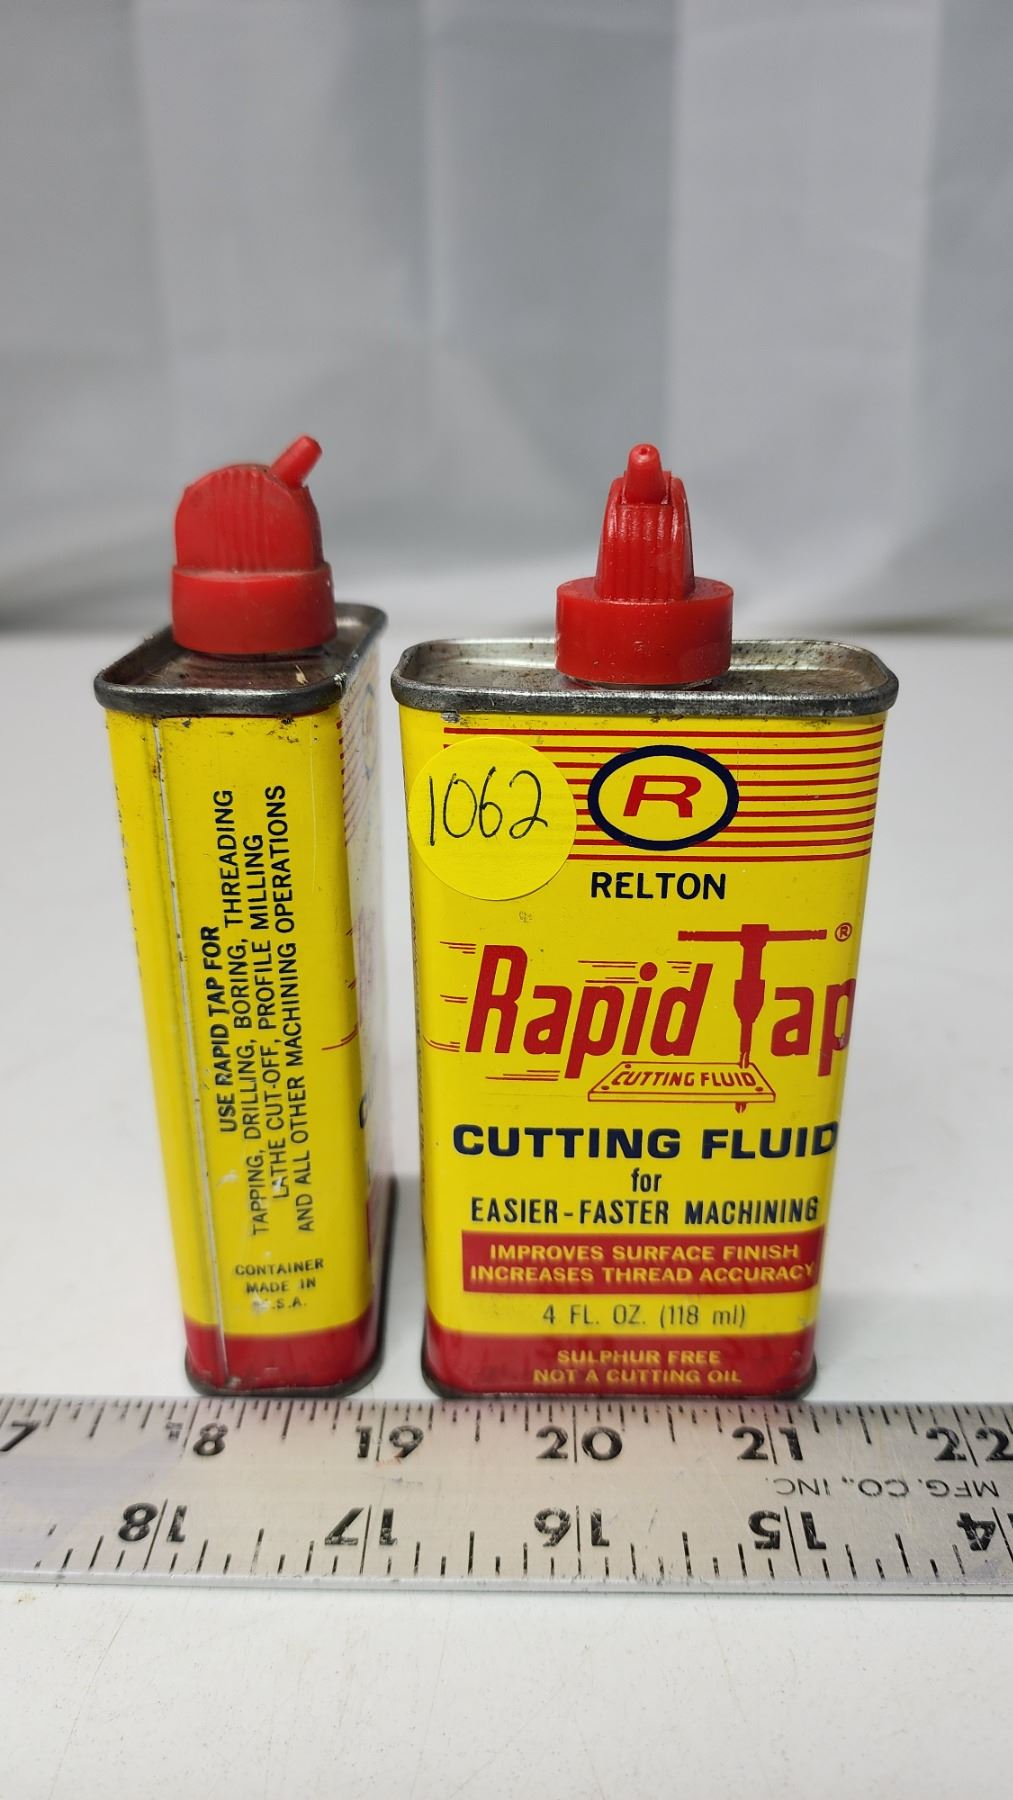 USE RAPID TAP FOR
TAPPING, DRILLING, BORING, THREADING
LATHE CUT-OFF, PROFILE MILLING
AND ALL OTHER MACHINING OPERATIONS
CONTAINER
MADE IN
U.S.A.
1062
R
RELTON
Rapid Tap®
CUTTING FLUID
CUTTING FLUID
for
EASIER-FASTER MACHINING
IMPROVES SURFACE FINISH
INCREASES THREAD ACCURACY
4 FL. OZ. (118 ml)
SULPHUR FREE
NOT A CUTTING OIL
7 18 19 20 21 22
MFG. CO., INC.
18 17 16 15 4